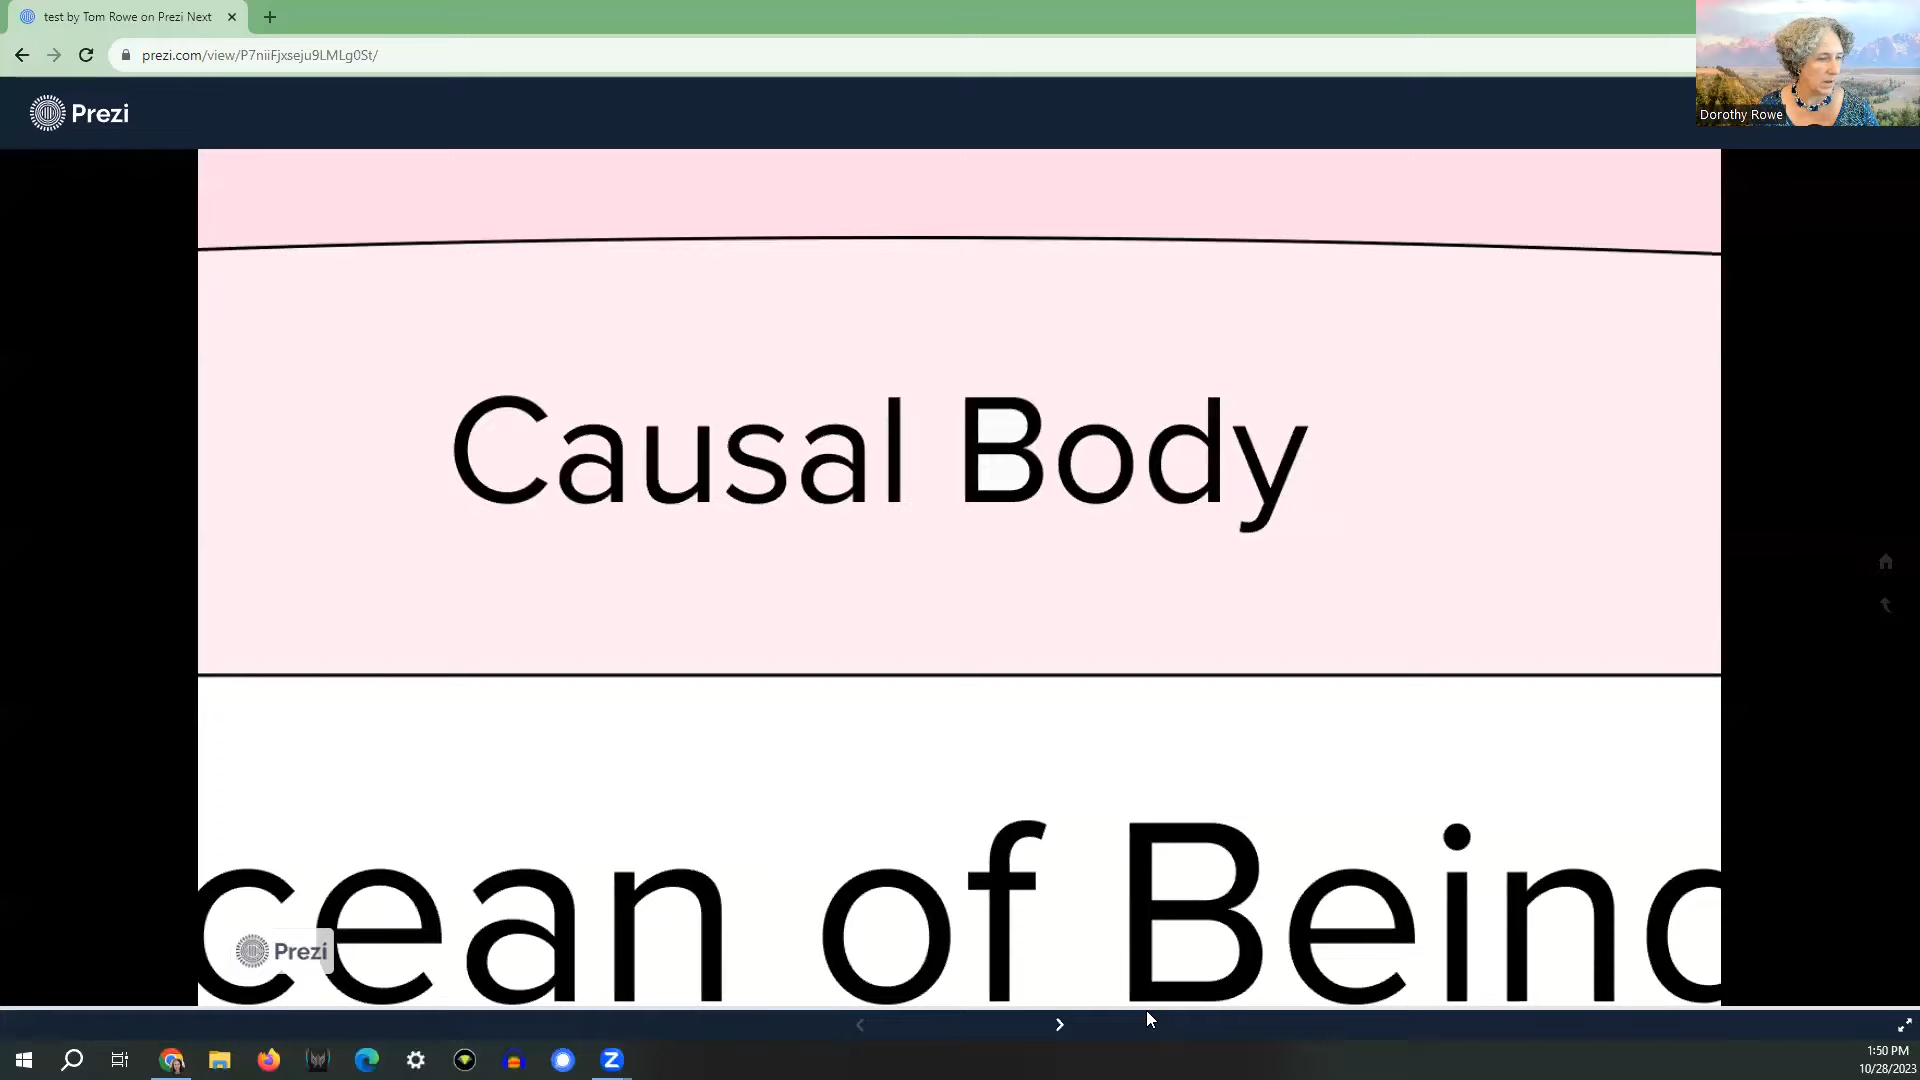 test by Tom Rowe on Prezi Next
prezi.com/view/P7niiFjxseju9LMLg0St/
Dorothy Rowe
Prezi
Causal Body
cean of Being
Prezi
1:50 PM
10/28/2023